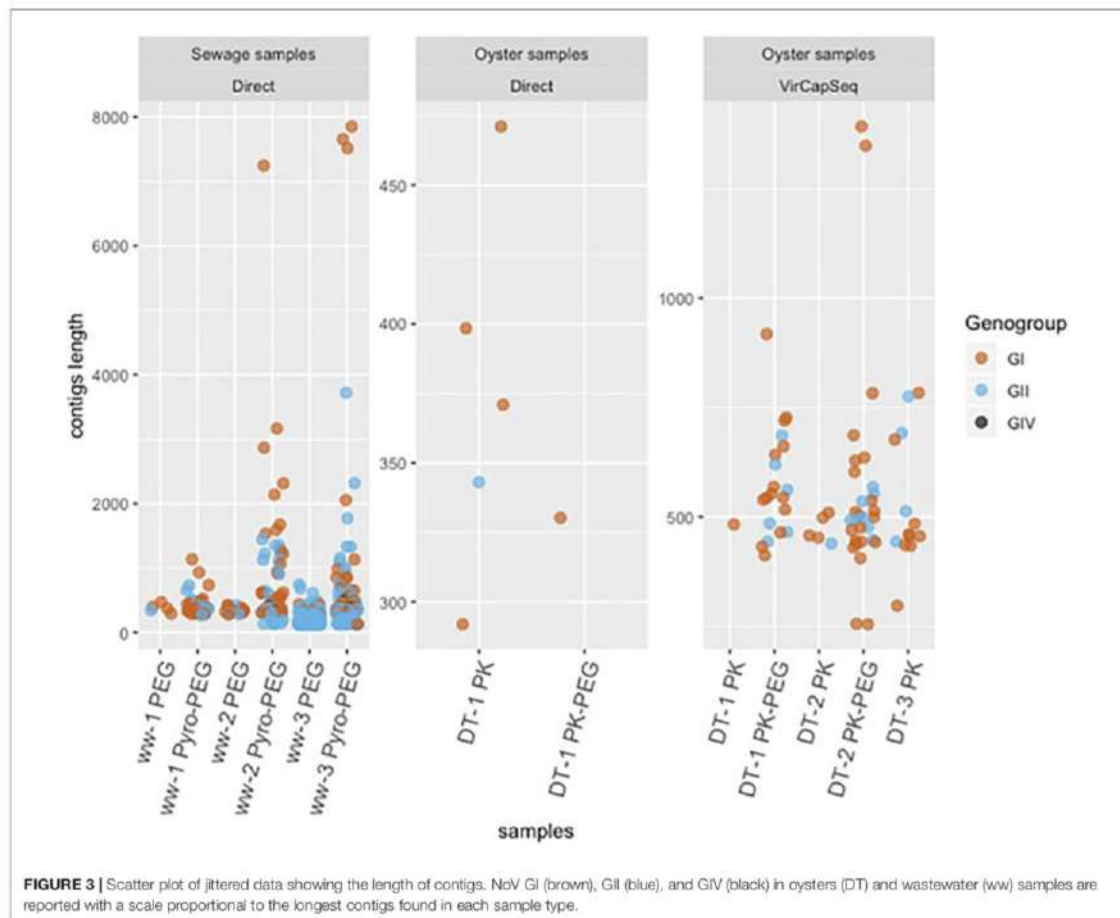 Sewage samples
Direct
Oyster samples
Direct
Oyster samples
VirCapSeq
8000
6000
4000
2000
0
contigs length
450
400
350
300
1000
500
ww-1 PEG
ww-1 Pyro-PEG
ww-2 PEG
ww-2 Pyro-PEG
ww-3 PEG
ww-3 Pyro-PEG
DT-1 PK
DT-1 PK-PEG
DT-1 PK
DT-1 PK-PEG
DT-2 PK
DT-2 PK-PEG
DT-3 PK
samples
Genogroup
GI
GII
GIV
FIGURE 3 | Scatter plot of jittered data showing the length of contigs. NoV GI (brown), GII (blue), and GIV (black) in oysters (DT) and wastewater (ww) samples are
reported with a scale proportional to the longest contigs found in each sample type.